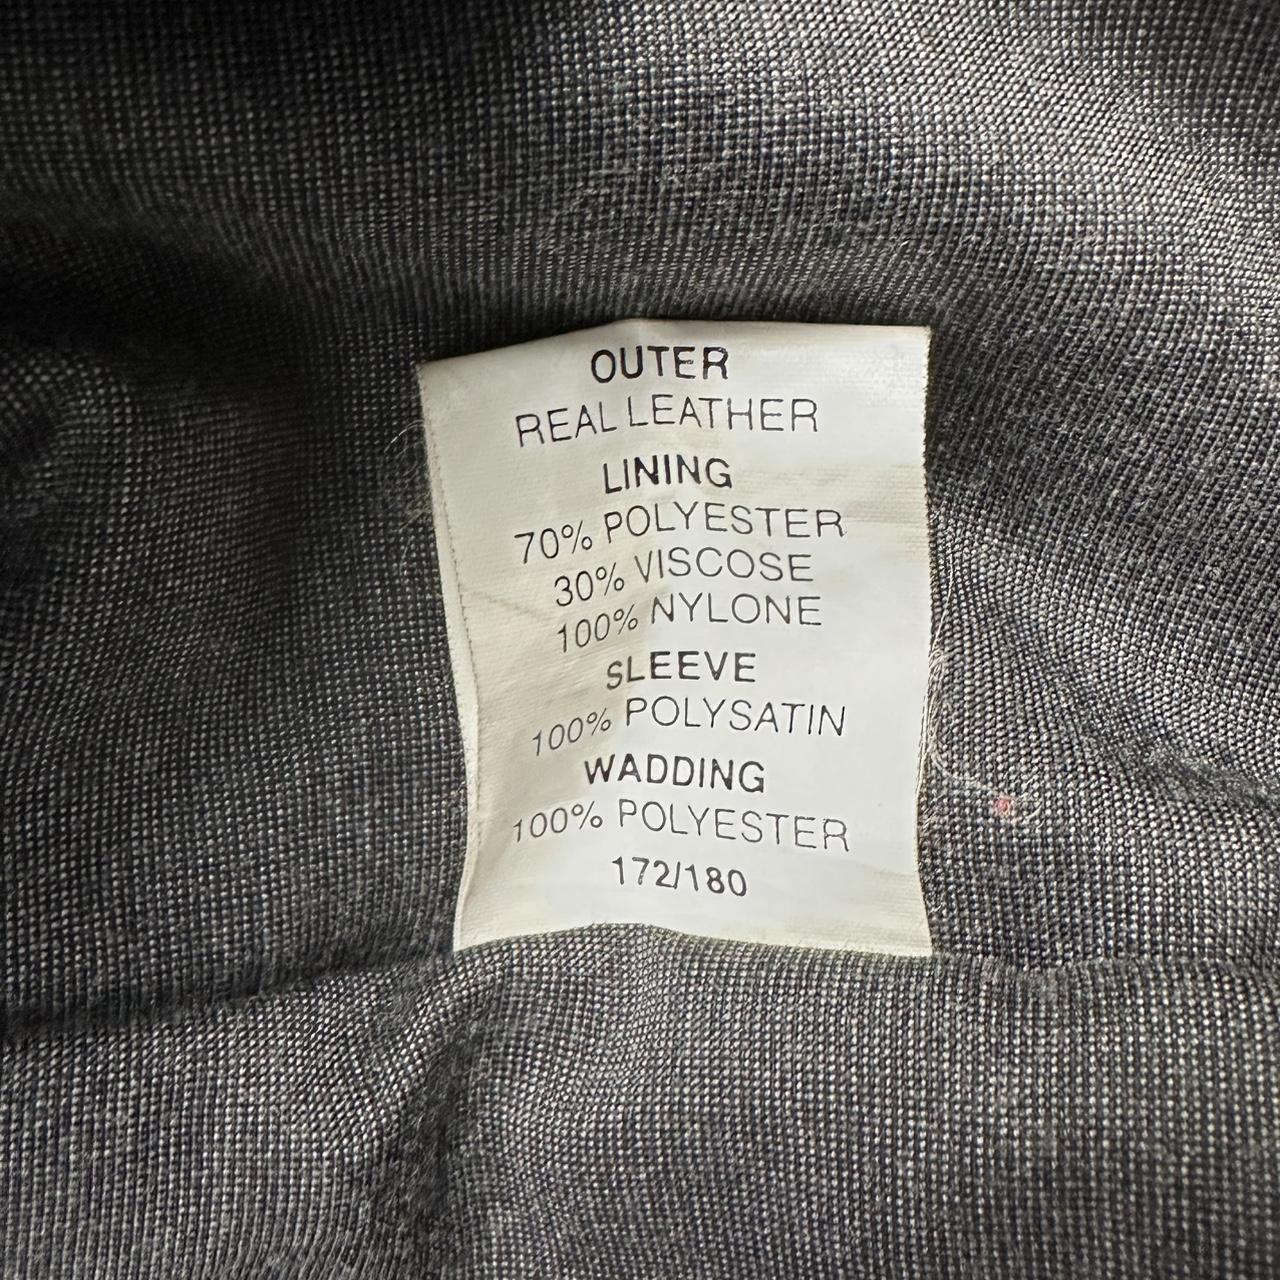 OUTER
REAL LEATHER
LINING
70% POLYESTER
30% VISCOSE
100% NYLONE
SLEEVE
100% POLYSATIN
WADDING
100% POLYESTER
172/180